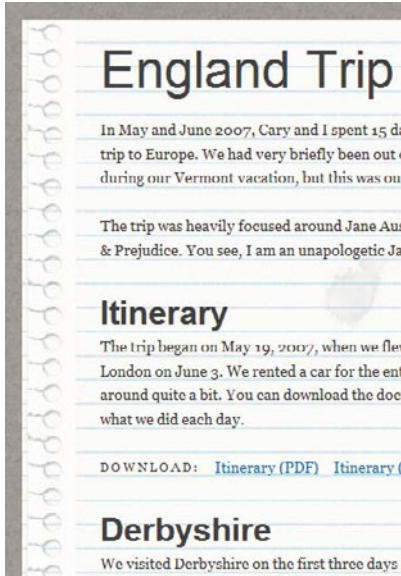 England Trip
In May and June 2007, Cary and I spent 15 da
trip to Europe. We had very briefly been out
during our Vermont vacation, but this was ou
The trip was heavily focused around Jane Aus
& Prejudice. You see, I am an unapologetic Ja
Itinerary
The trip began on May 19, 2007, when we flew
London on June 3. We rented a car for the ent
around quite a bit. You can download the doc
what we did each day.
DOWNLOAD: Itinerary (PDF) Itinerary (
Derbyshire
We visited Derbyshire on the first three days